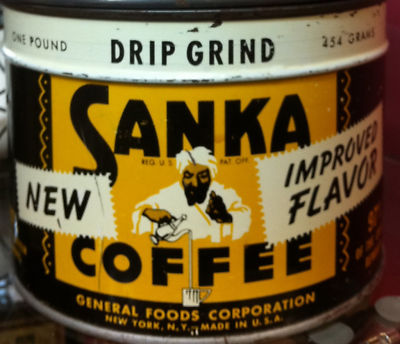 ONE POUND DRIP GRIND 454 GRAMS
SANKA
REG. U.S. PAT. OFF.
NEW IMPROVED
FLAVOR
COFFEE
GENERAL FOODS CORPORATION
NEW YORK, N.Y. MADE IN U.S.A.